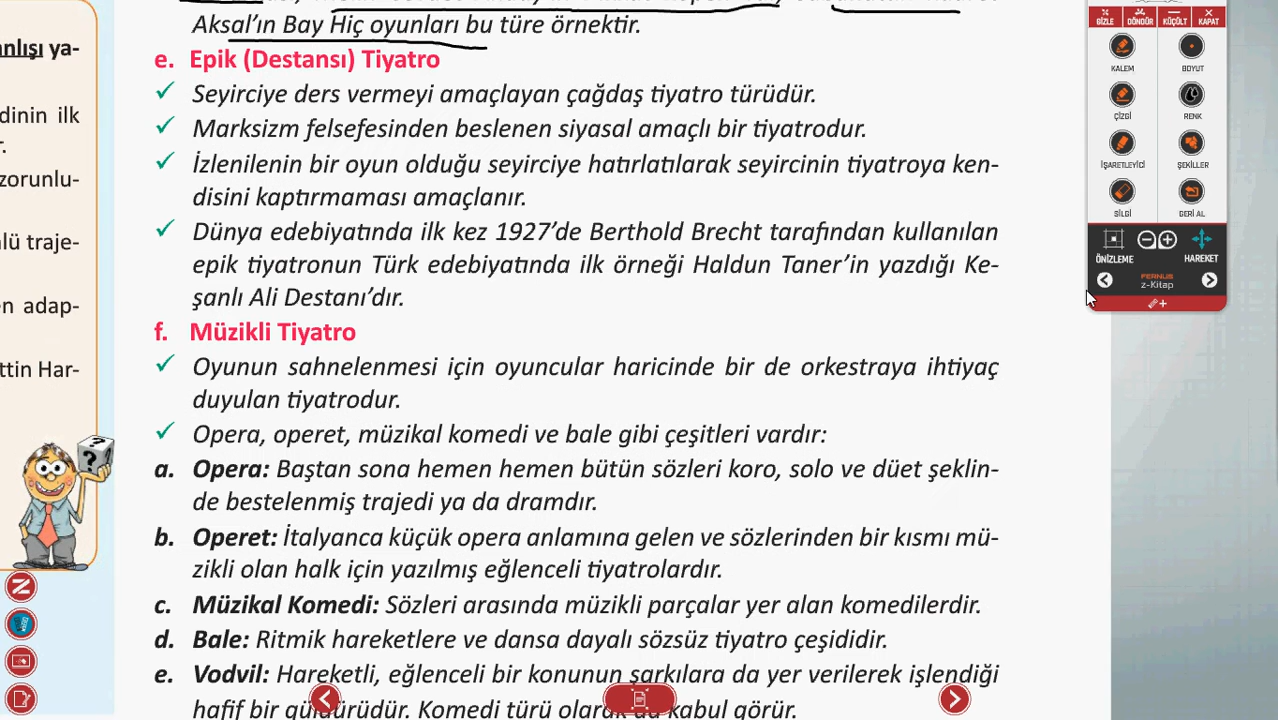 Aksal'ın Bay Hiç oyunları bu türe örnektir.
e. Epik (Destansı) Tiyatro
✓ Seyirciye ders vermeyi amaçlayan çağdaş tiyatro türüdür.
✓ Marksizm felsefesinden beslenen siyasal amaçlı bir tiyatrodur.
✓ İzlenilenin bir oyun olduğu seyirciye hatırlatılarak seyircinin tiyatroya ken-
disini kaptırmaması amaçlanır.
✓ Dünya edebiyatında ilk kez 1927'de Berthold Brecht tarafından kullanılan
epik tiyatronun Türk edebiyatında ilk örneği Haldun Taner'in yazdığı Ke-
şanlı Ali Destanı'dır.
f. Müzikli Tiyatro
✓ Oyunun sahnelenmesi için oyuncular haricinde bir de orkestraya ihtiyaç
duyulan tiyatrodur.
✓ Opera, operet, müzikal komedi ve bale gibi çeşitleri vardır:
a. Opera: Baştan sona hemen hemen bütün sözleri koro, solo ve düet şeklin-
de bestelenmiş trajedi ya da dramdır.
b. Operet: İtalyanca küçük opera anlamına gelen ve sözlerinden bir kısmı mü-
zikli olan halk için yazılmış eğlenceli tiyatrolardır.
c. Müzikal Komedi: Sözleri arasında müzikli parçalar yer alan komedilerdir.
d. Bale: Ritmik hareketlere ve dansa dayalı sözsüz tiyatro çeşididir.
e. Vodvil: Hareketli, eğlenceli bir konunun şarkılara da yer verilerek işlendiği
hafif bir güldürüdür. Komedi türü olarak da kabul görür.
anlışı ya-
dinin ilk
r.
zorunlu-
lü traje-
n adap-
ttin Har-
? ?
GİZLE DÖNDÜR KÜÇÜLT KAPAT
KALEM BOYUT
ÇİZGİ RENK
İŞARETLEYİCİ ŞEKİLLER
SİLGİ GERİ AL
ÖNİZLEME HAREKET
FERNUS
z-Kitap